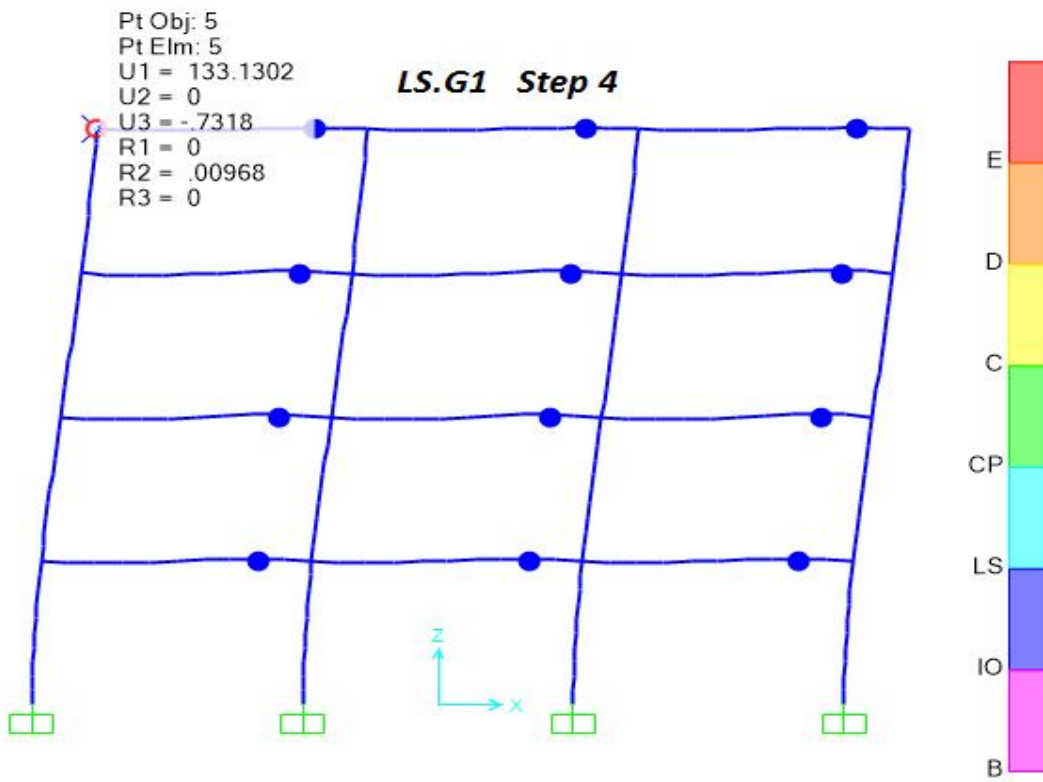 Pt Obj: 5
Pt Elm: 5
U1 = 133.1302
U2 = 0
U3 = -.7318
R1 = 0
R2 = .00968
R3 = 0
LS.G1 Step 4
E
D
C
CP
LS
IO
B
Z
X